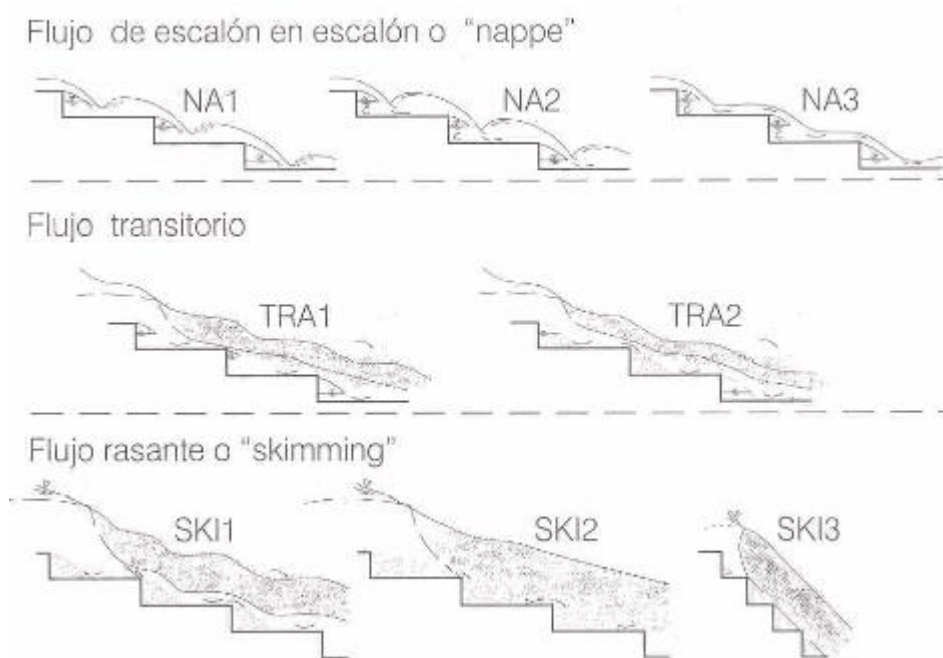 Flujo de escalón en escalón o “nappe”
NA1 NA2 NA3
Flujo transitorio
TRA1 TRA2
Flujo rasante o “skimming”
SKI1 SKI2 SKI3